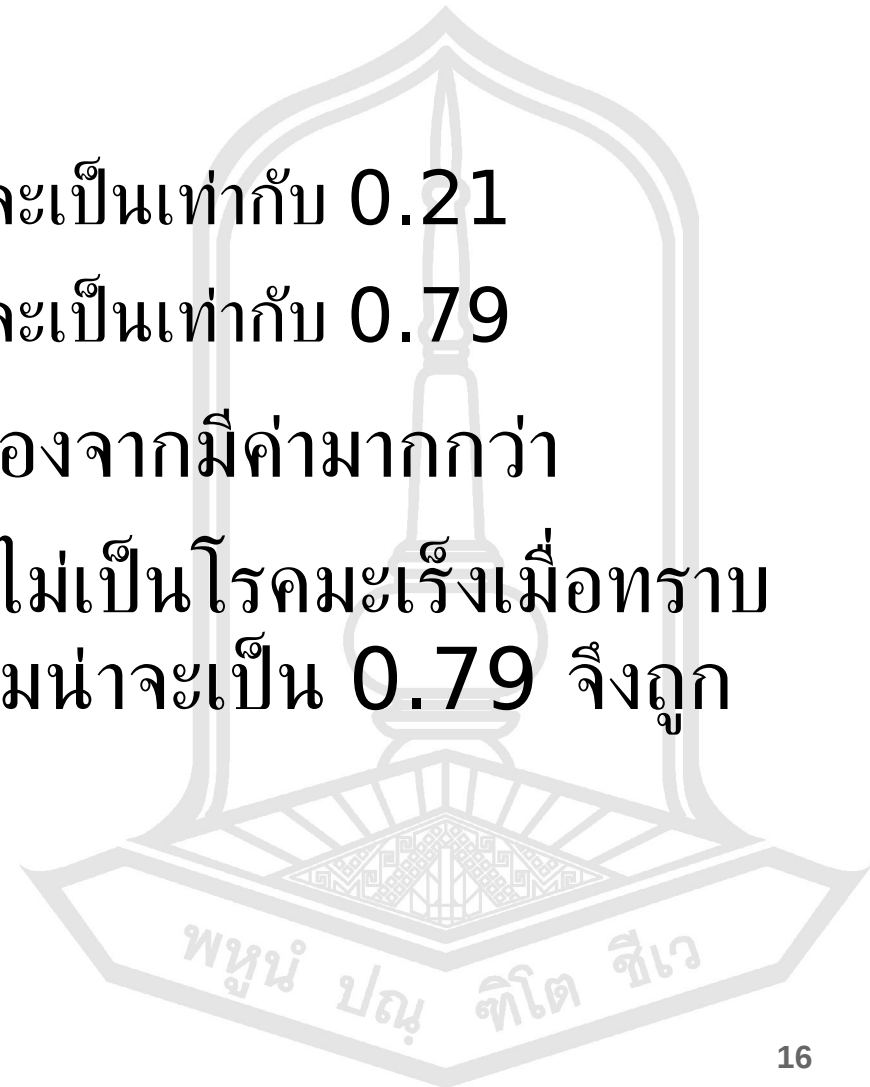 จะเป็นเท่ากับ 0.21
จะเป็นเท่ากับ 0.79
องจากมีค่ามากกว่า
ไม่เป็นโรคมะเร็งเมื่อทราบ
มน่าจะเป็น 0.79 จึงถูก
พหูนํ ปณฺฑิโต ชีเว
16